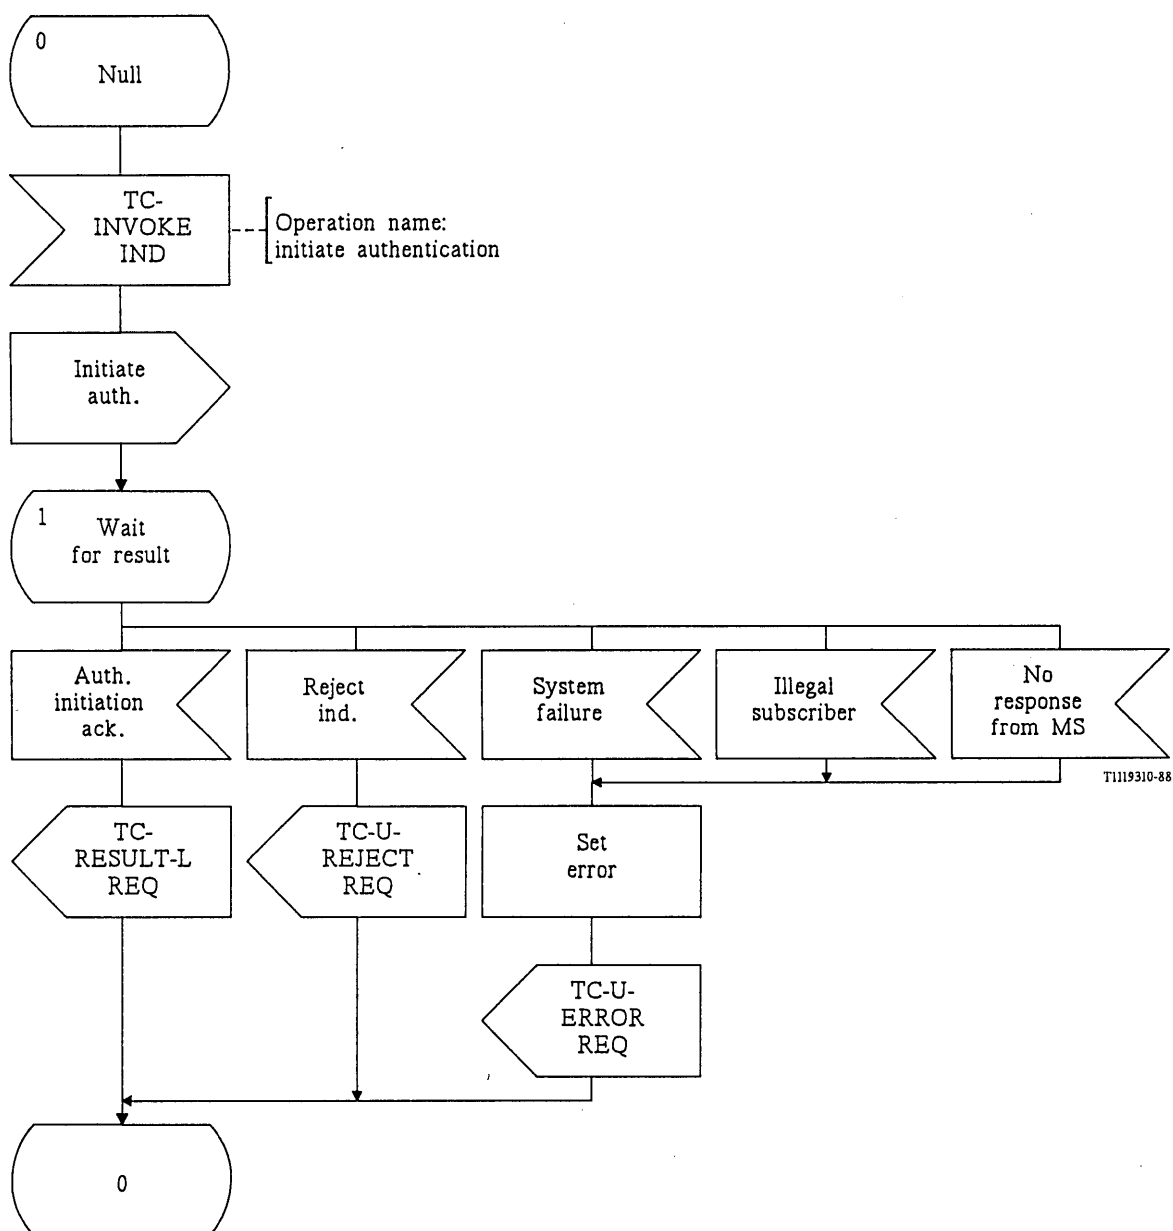 0
Null
TC-
INVOKE
IND
Operation name:
initiate authentication
Initiate
auth.
1
Wait
for result
Auth.
initiation
ack.
Reject
ind.
System
failure
Illegal
subscriber
No
response
from MS
T1119310-88
TC-
RESULT-L
REQ
TC-U-
REJECT
REQ
Set
error
TC-U-
ERROR
REQ
0